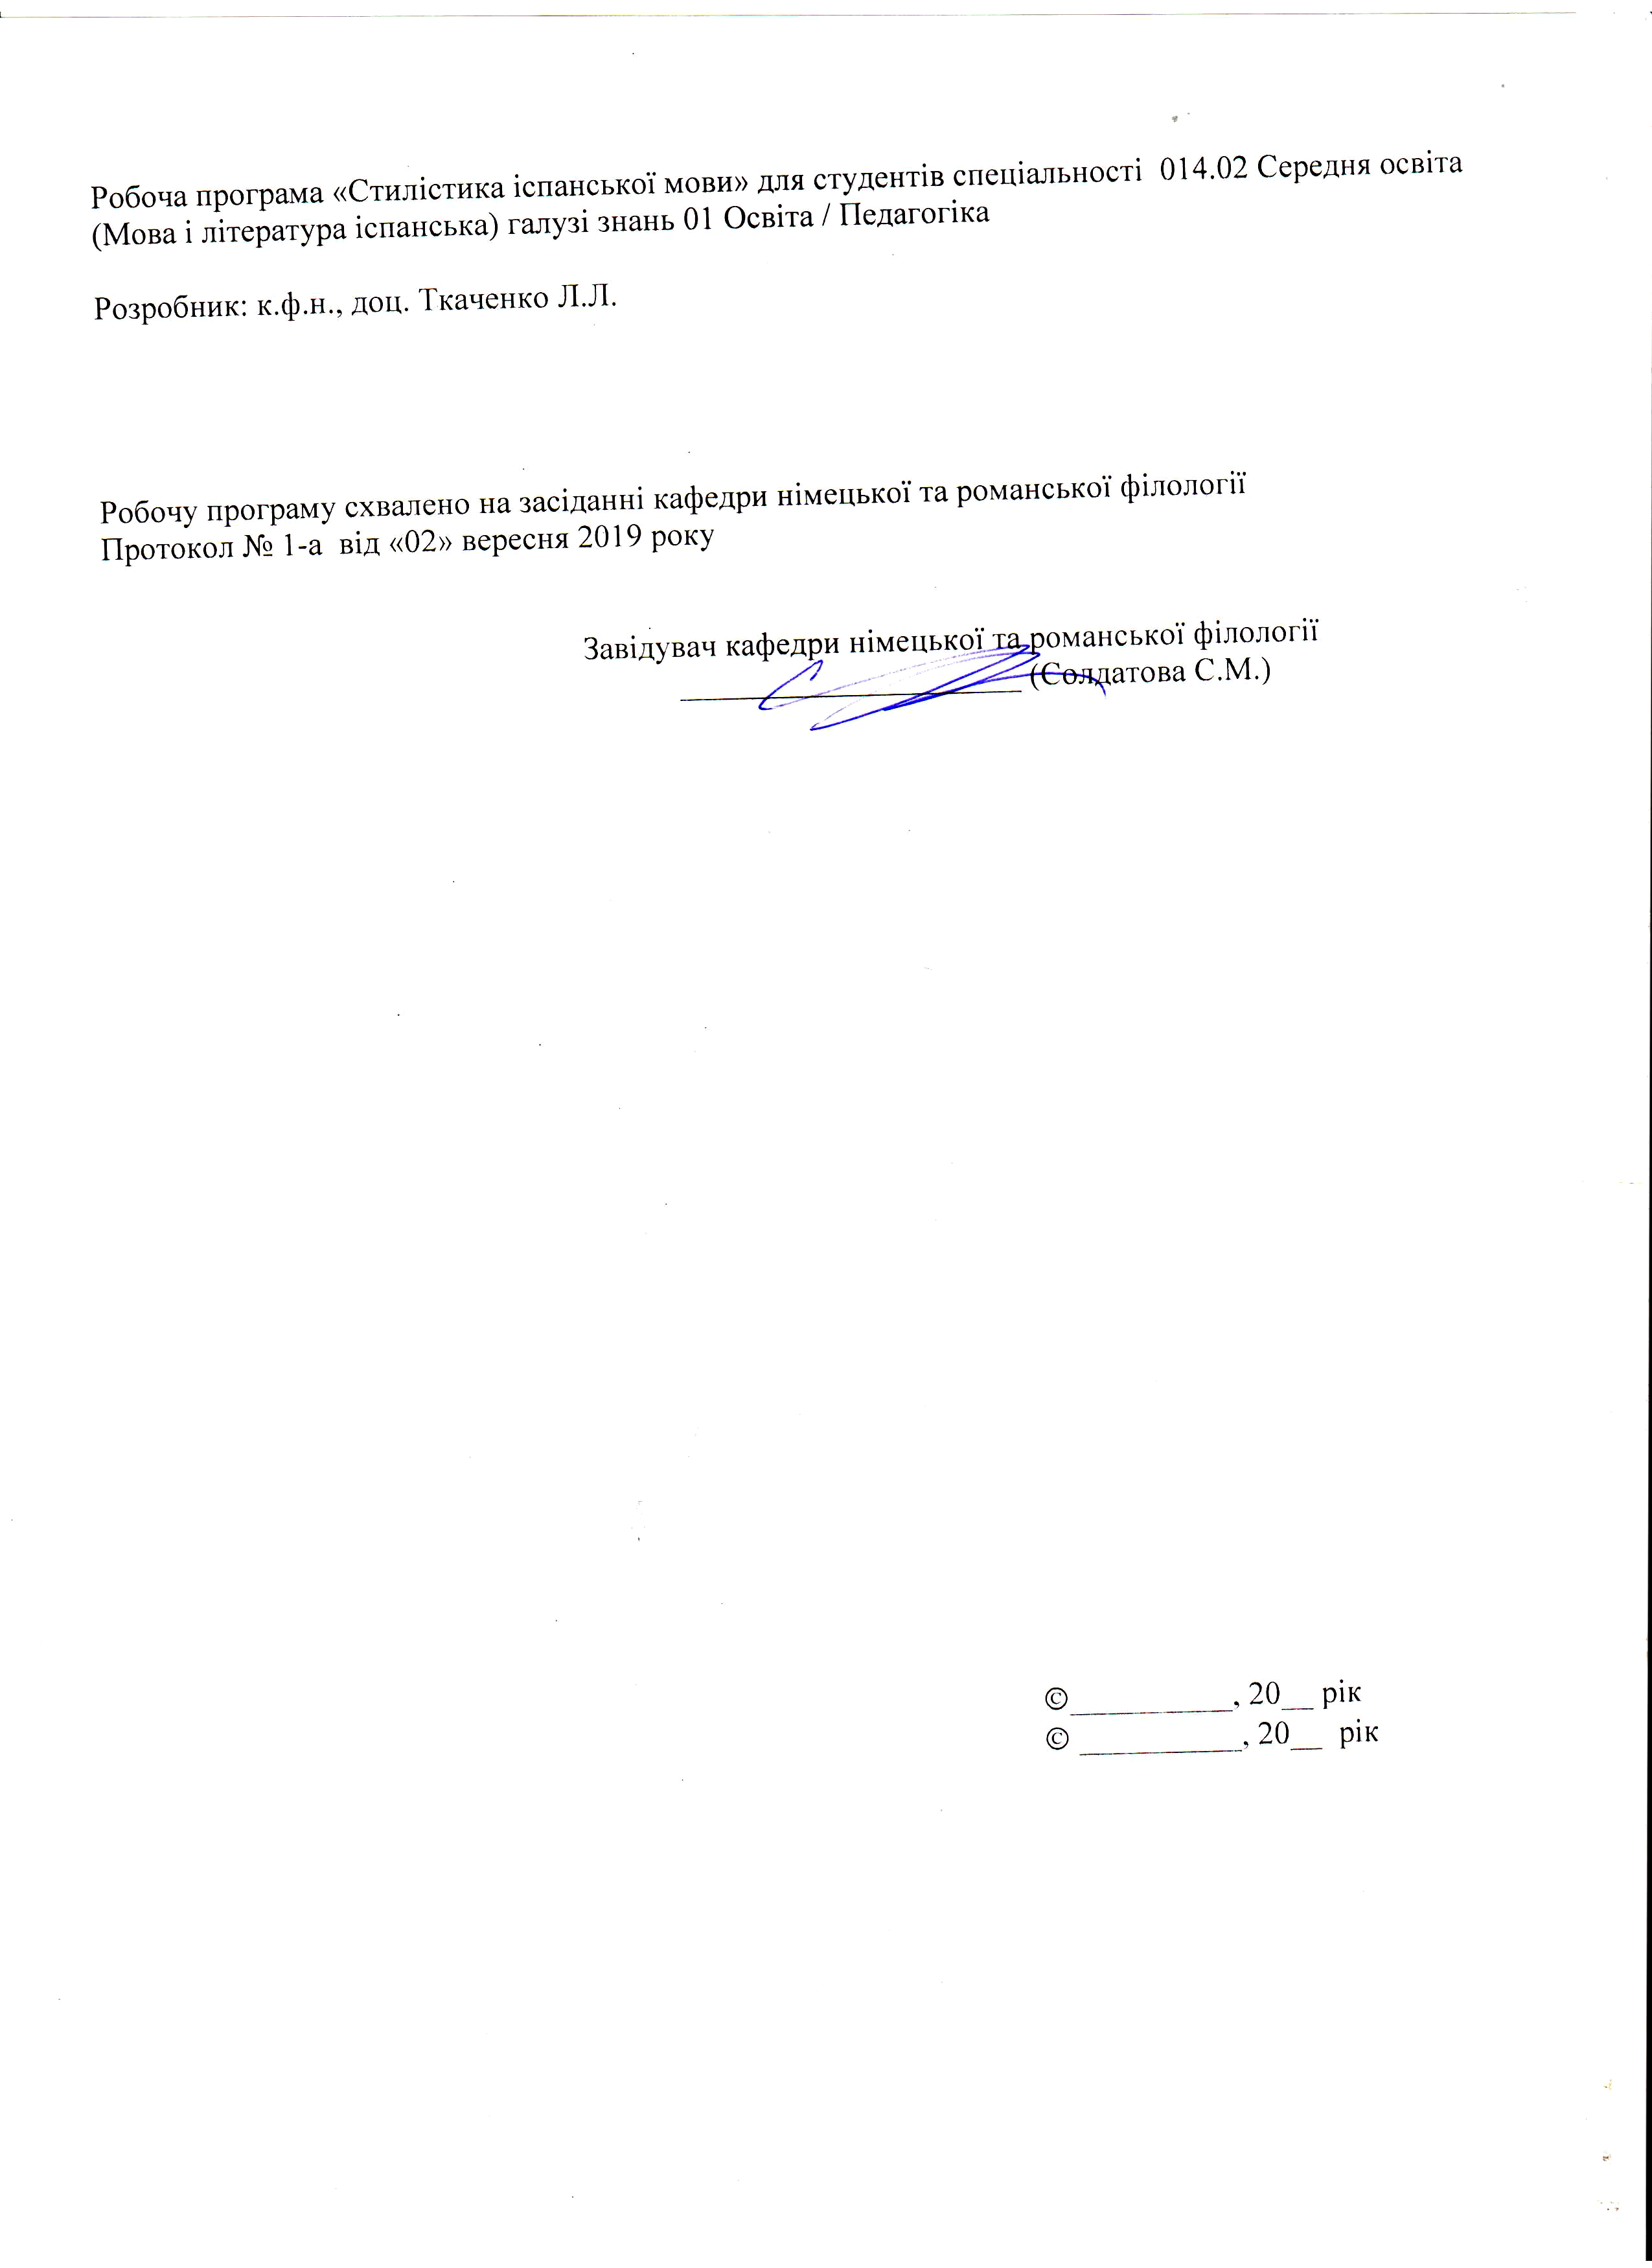 Робоча програма «Стилістика іспанської мови» для студентів спеціальності 014.02 Середня освіта
(Мова і література іспанська) галузі знань 01 Освіта / Педагогіка
Розробник: к.ф.н., доц. Ткаченко Л.Л.
Робочу програму схвалено на засіданні кафедри німецької та романської філології
Протокол № 1-а від «02» вересня 2019 року
Завідувач кафедри німецької та романської філології
_____________________ (Солдатова С.М.)
©__________, 20__ рік
© __________, 20__ рік